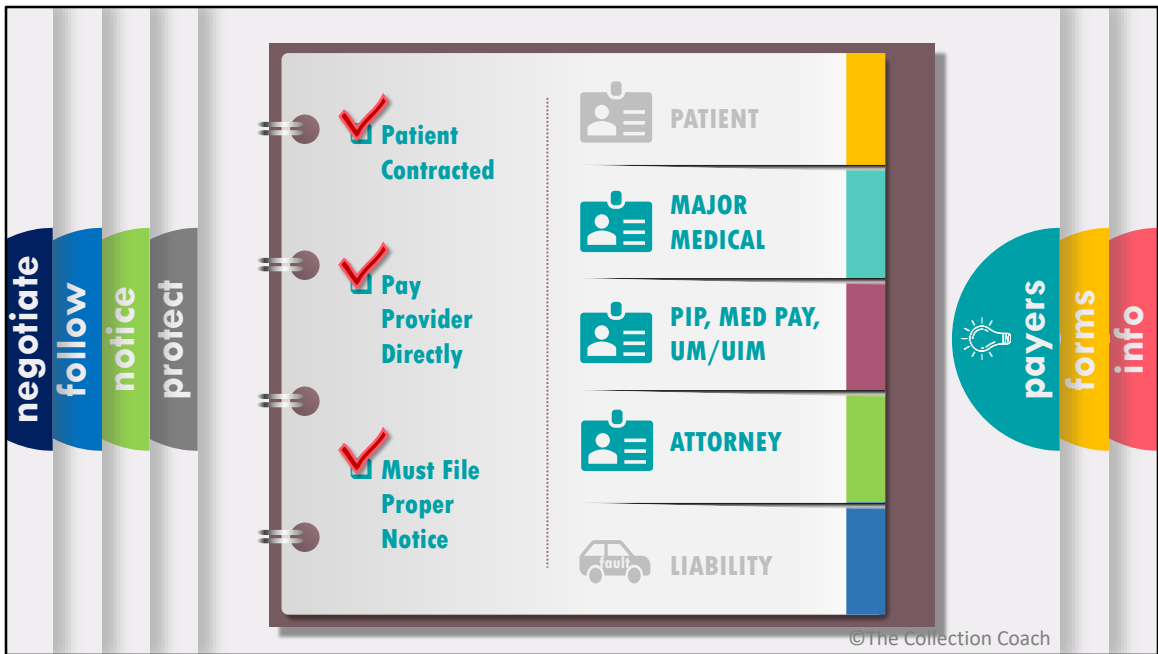 negotiate
follow
notice
protect
Patient
Contracted
Pay
Provider
Directly
Must File
Proper
Notice
PATIENT
MAJOR
MEDICAL
PIP, MED PAY,
UM/UIM
ATTORNEY
fault
LIABILITY
payers
forms
info
©The Collection Coach